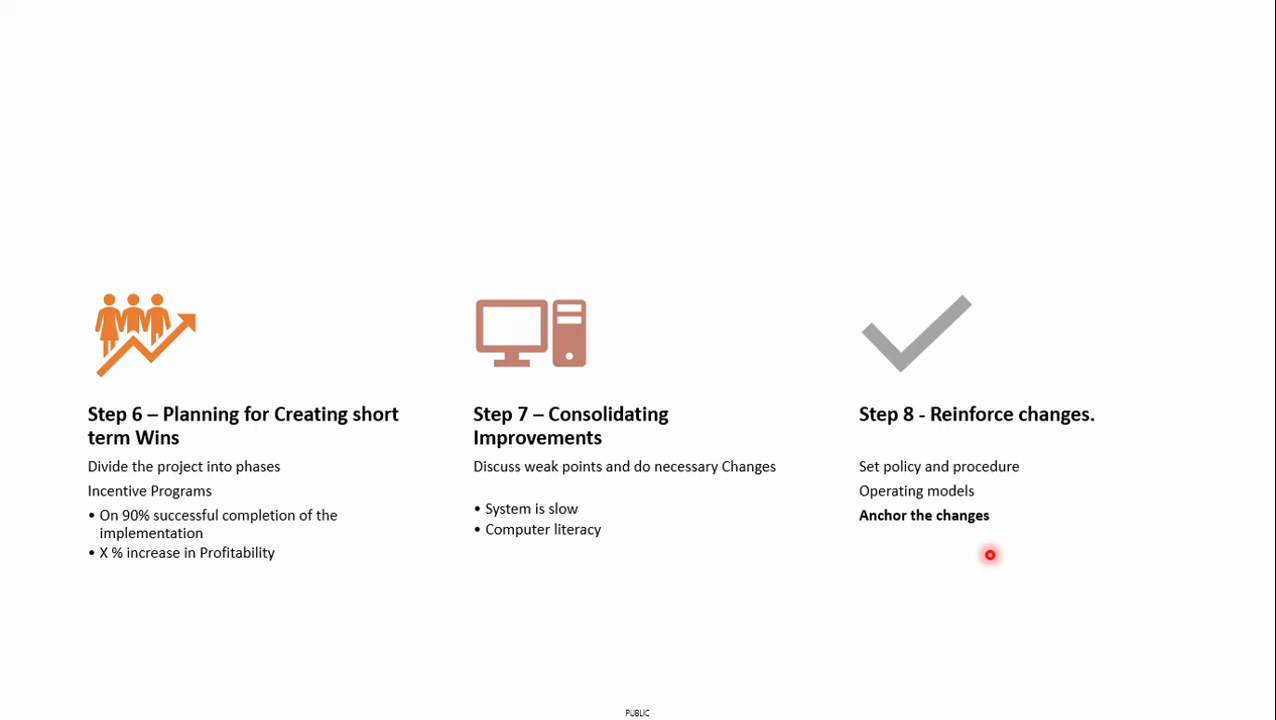 Step 6 – Planning for Creating short
term Wins
Divide the project into phases
Incentive Programs
• On 90% successful completion of the
implementation
• X % increase in Profitability
Step 7 – Consolidating
Improvements
Discuss weak points and do necessary Changes
• System is slow
• Computer literacy
Step 8 - Reinforce changes.
Set policy and procedure
Operating models
Anchor the changes
PUBLIC